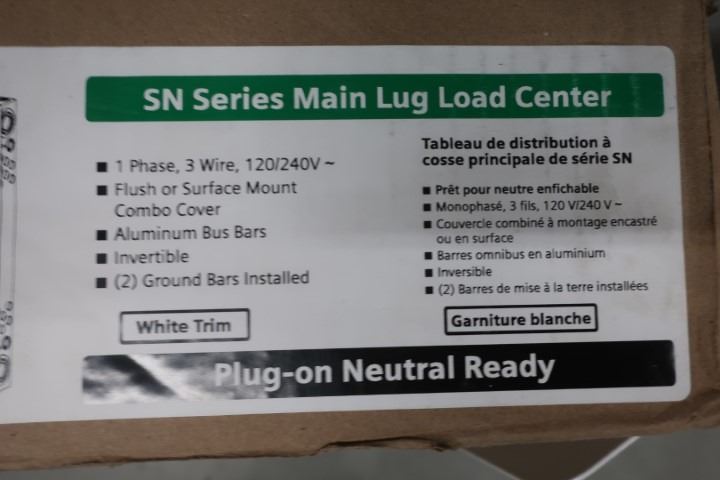 SN Series Main Lug Load Center
■ 1 Phase, 3 Wire, 120/240V ~
■ Flush or Surface Mount
Combo Cover
■ Aluminum Bus Bars
■ Invertible
■ (2) Ground Bars Installed
White Trim
Tableau de distribution à
cosse principale de série SN
■ Prêt pour neutre enfichable
■ Monophasé, 3 fils, 120 V/240 V ~
■ Couvercle combiné à montage encastré
ou en surface
■ Barres omnibus en aluminium
■ Inversible
■ (2) Barres de mise à la terre installées
Garniture blanche
Plug-on Neutral Ready